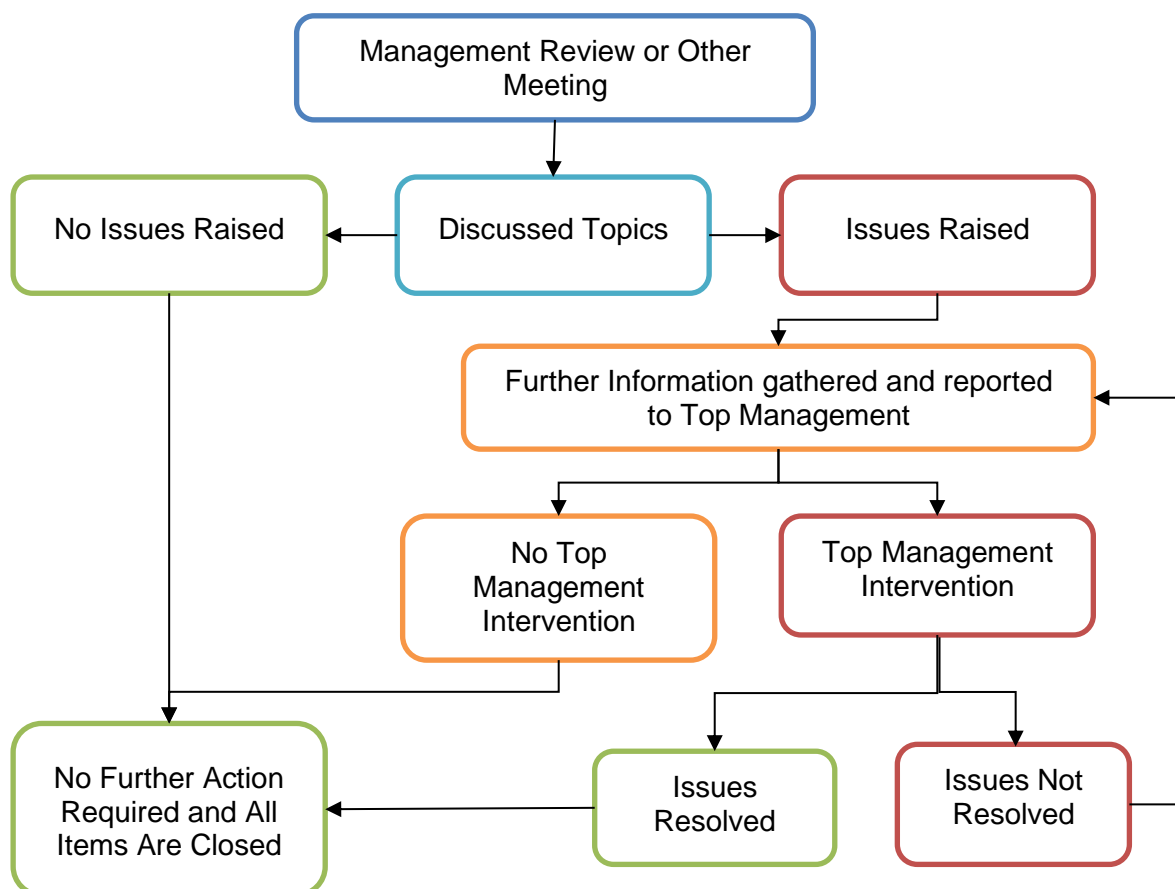 Management Review or Other
Meeting
No Issues Raised
Discussed Topics
Issues Raised
Further Information gathered and reported
to Top Management
No Top
Management
Intervention
Top Management
Intervention
No Further Action
Required and All
Items Are Closed
Issues
Resolved
Issues Not
Resolved